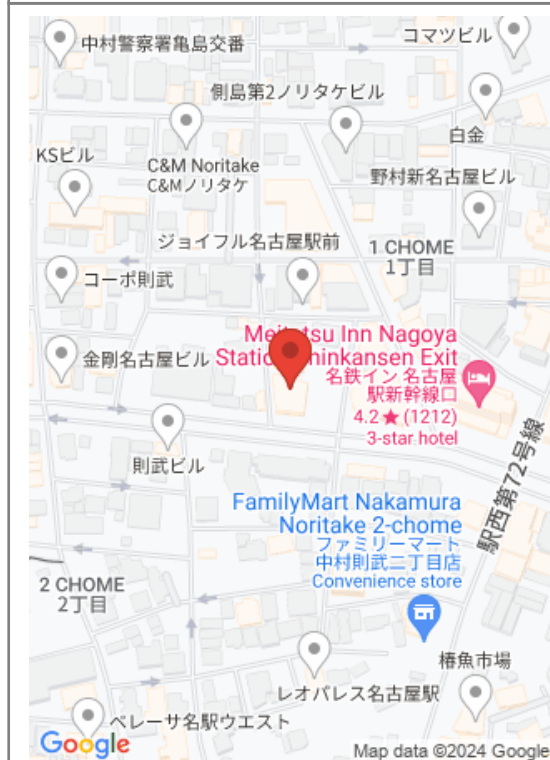 中村警察署亀島交番
コマツビル
側島第2ノリタケビル
白金
KSビル
C&M Noritake
C&Mノリタケ
野村新名古屋ビル
ジョイフル名古屋駅前
1 CHOME
1丁目
コーポ則武
Meitetsu Inn Nagoya
Station Shinkansen Exit
名鉄イン 名古屋
駅新幹線口
4.2★(1212)
3-star hotel
金剛名古屋ビル
則武ビル
駅西第72号線
FamilyMart Nakamura
Noritake 2-chome
ファミリーマート
中村則武二丁目店
Convenience store
2 CHOME
2丁目
椿魚市場
レオパレス名古屋駅
ベレーサ名駅ウエスト
Google
Map data ©2024 Google